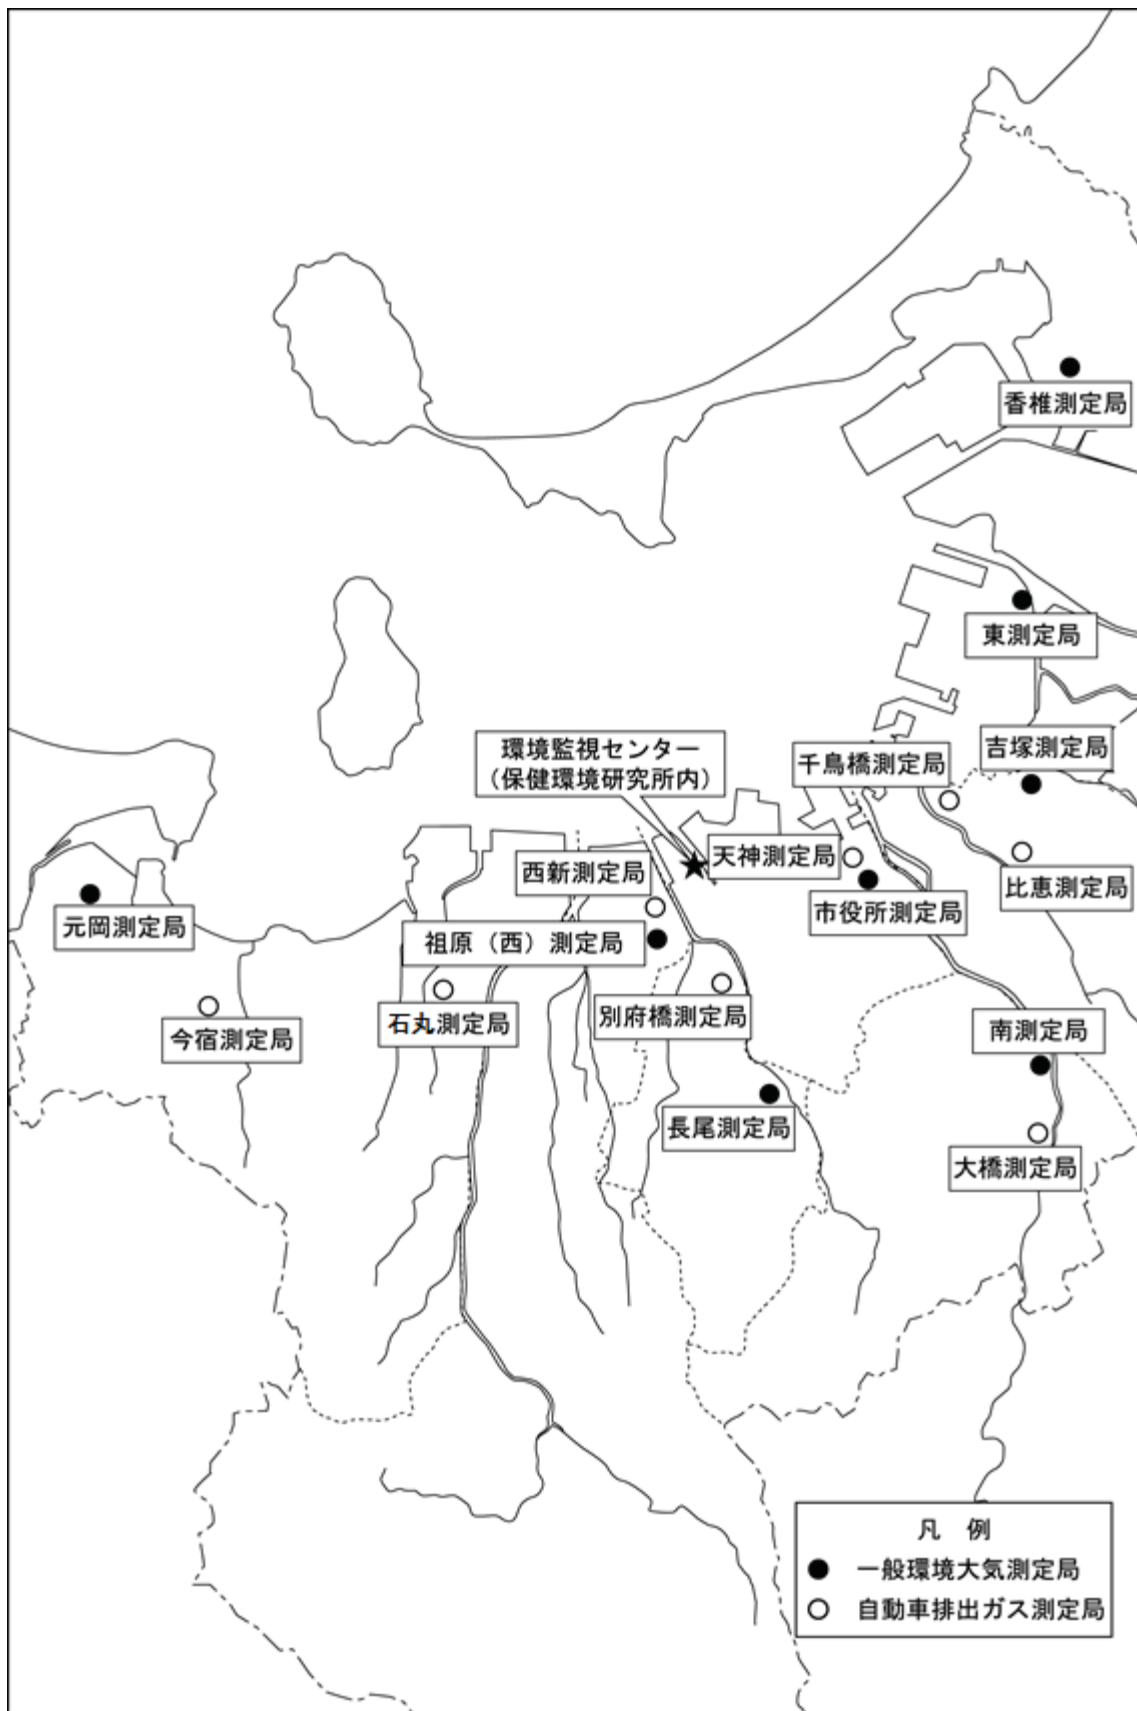 香椎測定局
東測定局
吉塚測定局
環境監視センター
（保健環境研究所内）
千鳥橋測定局
天神測定局
西新測定局
比恵測定局
市役所測定局
元岡測定局
祖原（西）測定局
別府橋測定局
石丸測定局
今宿測定局
南測定局
長尾測定局
大橋測定局
凡 例
● 一般環境大気測定局
○ 自動車排出ガス測定局